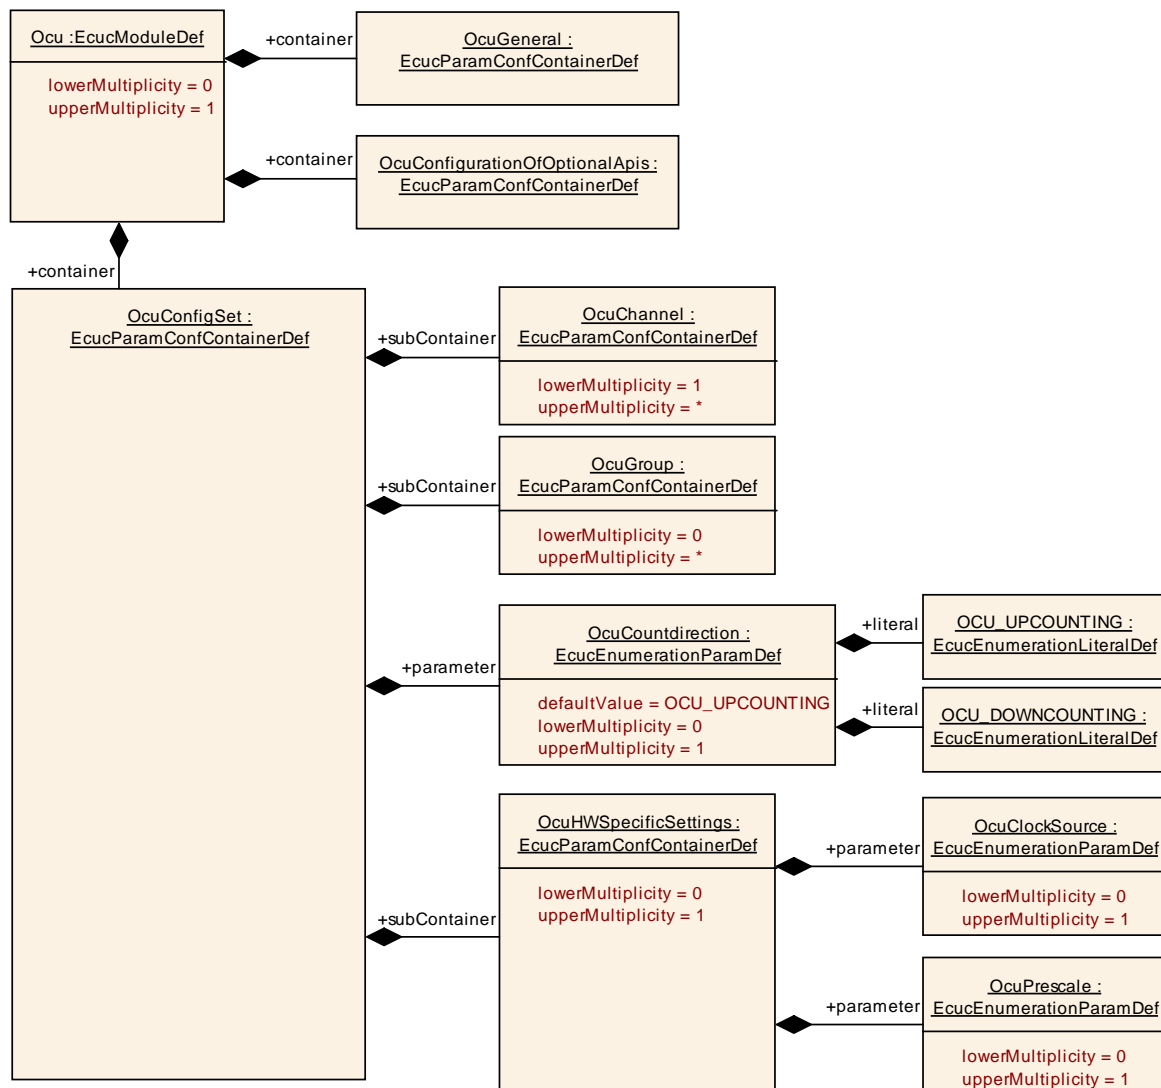 Ocu :EcucModuleDef
lowerMultiplicity = 0
upperMultiplicity = 1
+container
OcuGeneral :
EcucParamConfContainerDef
+container
OcuConfigurationOfOptionalApis :
EcucParamConfContainerDef
+container
OcuConfigSet :
EcucParamConfContainerDef
+subContainer
OcuChannel :
EcucParamConfContainerDef
lowerMultiplicity = 1
upperMultiplicity = *
+subContainer
OcuGroup :
EcucParamConfContainerDef
lowerMultiplicity = 0
upperMultiplicity = *
+parameter
OcuCountdirection :
EcucEnumerationParamDef
defaultValue = OCU_UPCOUNTING
lowerMultiplicity = 0
upperMultiplicity = 1
+literal
OCU_UPCOUNTING :
EcucEnumerationLiteralDef
+literal
OCU_DOWNCOUNTING :
EcucEnumerationLiteralDef
+subContainer
OcuHWSpecificSettings :
EcucParamConfContainerDef
lowerMultiplicity = 0
upperMultiplicity = 1
+parameter
OcuClockSource :
EcucEnumerationParamDef
lowerMultiplicity = 0
upperMultiplicity = 1
+parameter
OcuPrescale :
EcucEnumerationParamDef
lowerMultiplicity = 0
upperMultiplicity = 1